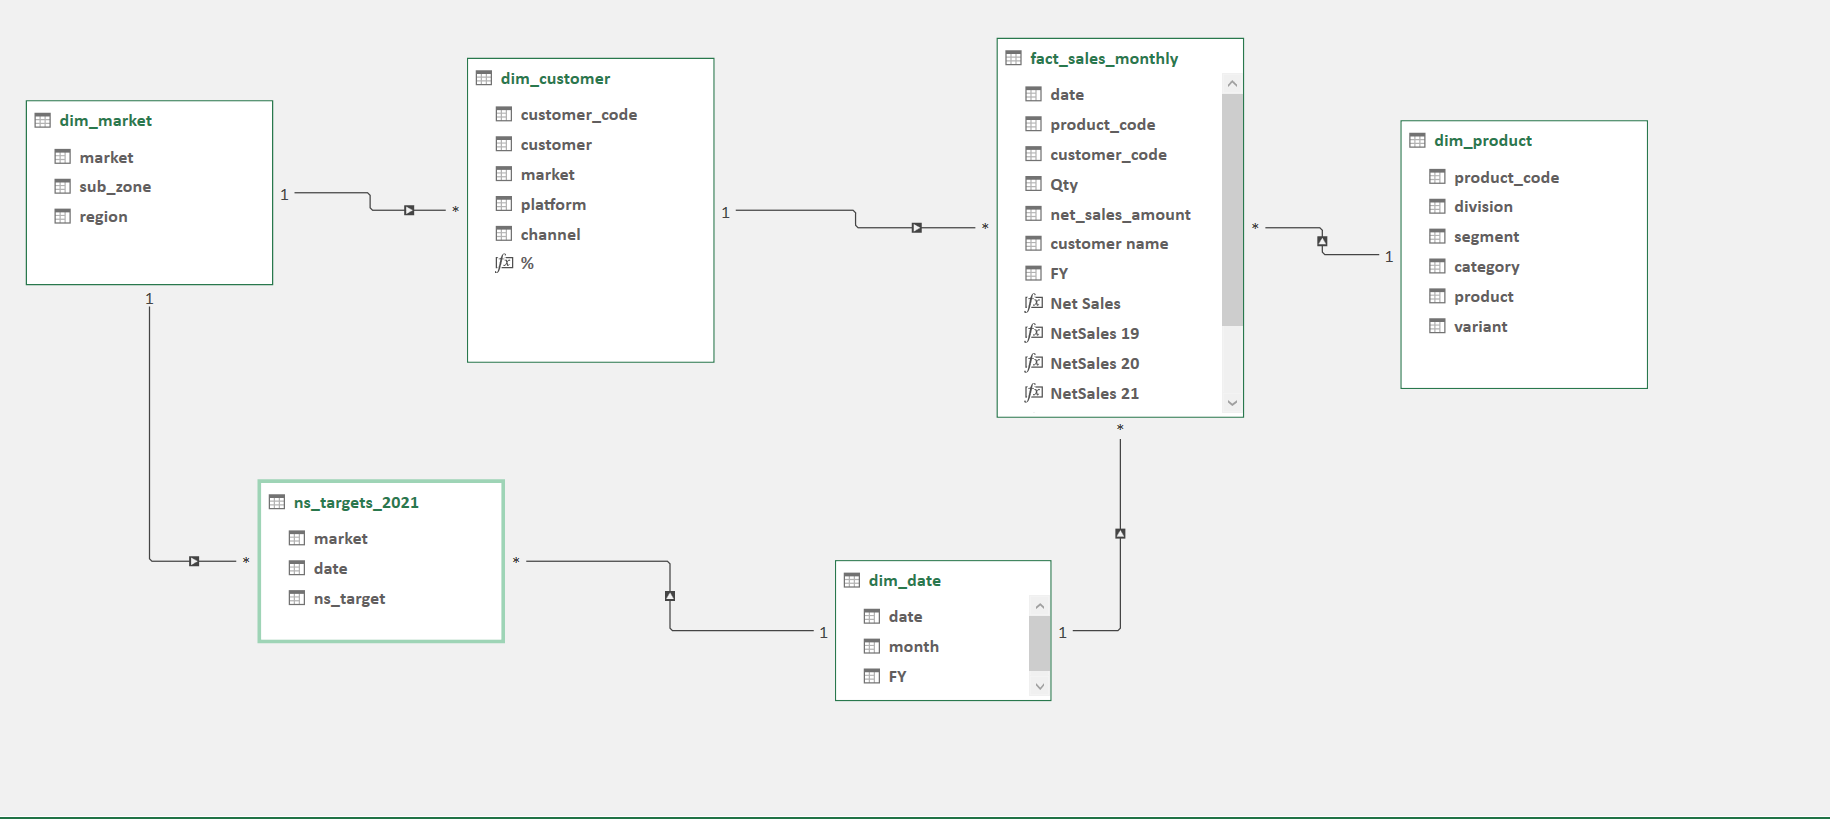 dim_market
market
sub_zone
region
1
1
dim_customer
customer_code
customer
market
platform
channel
%
*
1
fact_sales_monthly
date
product_code
customer_code
Qty
net_sales_amount
customer name
FY
Net Sales
NetSales 19
NetSales 20
NetSales 21
*
*
*
dim_product
product_code
division
segment
category
product
variant
1
ns_targets_2021
market
date
ns_target
*
*
dim_date
date
month
FY
1
1